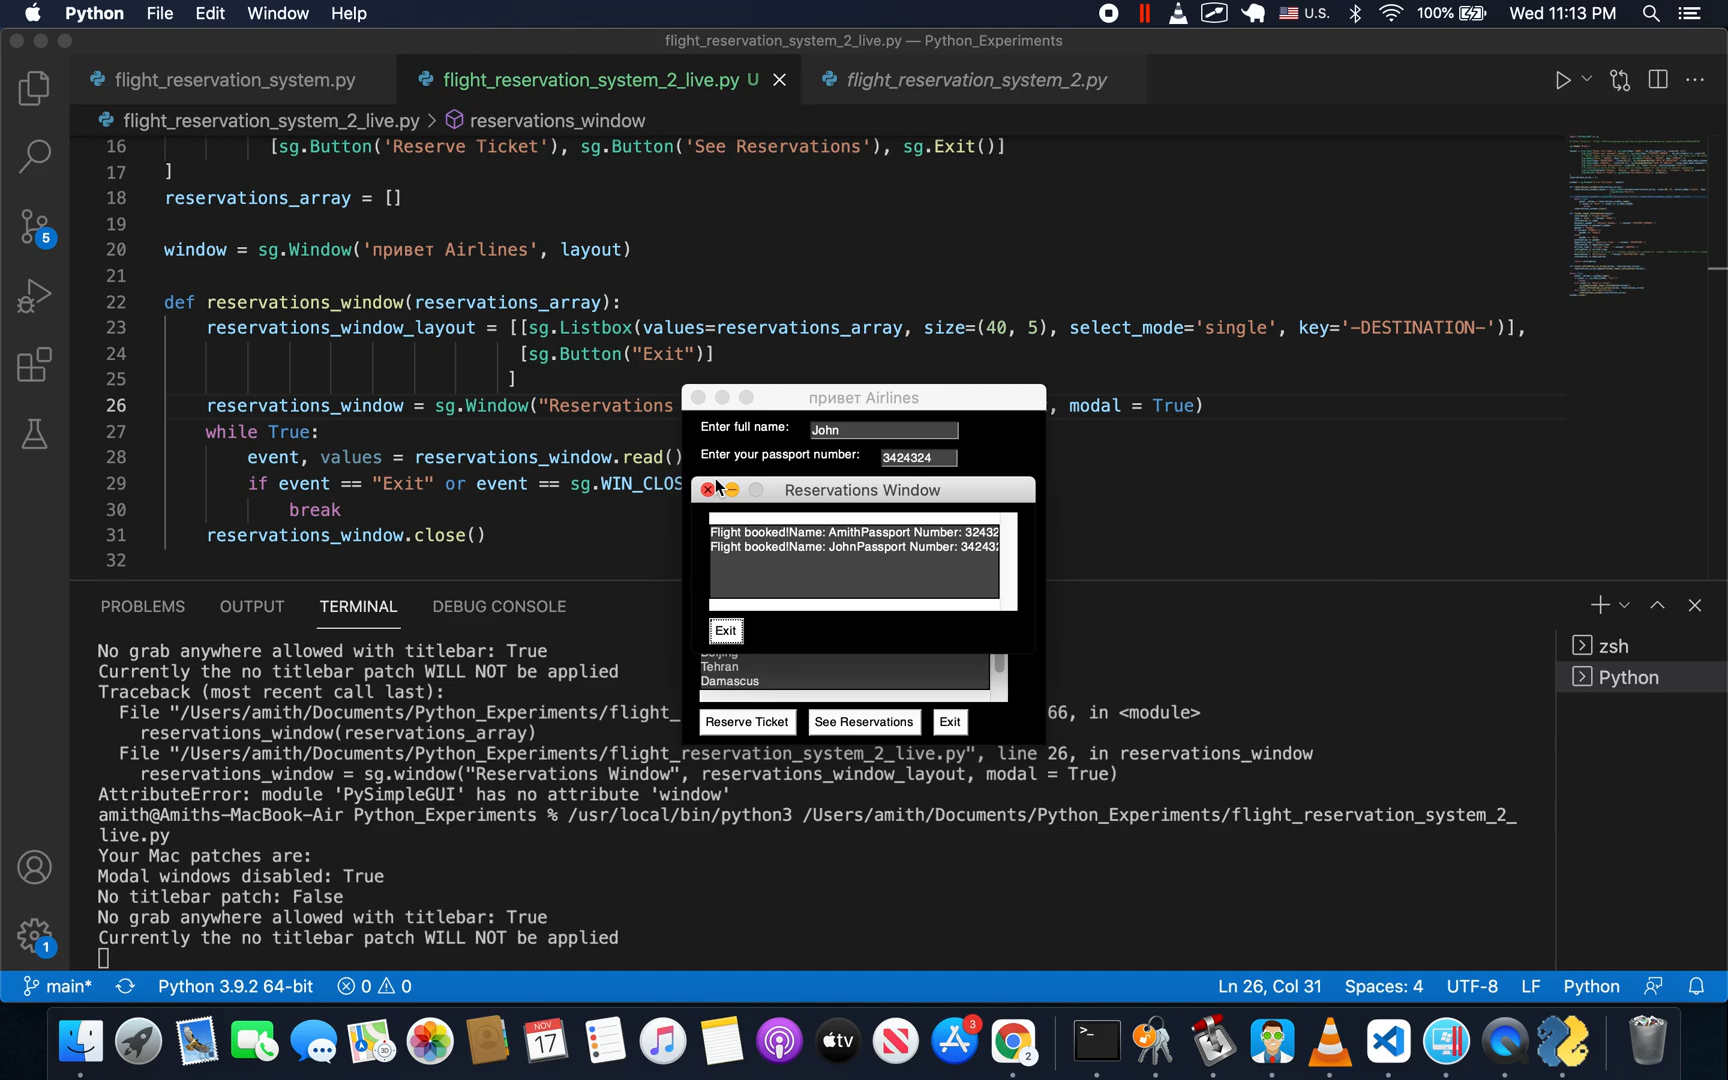 Python File Edit Window Help
U.S. 100% Wed 11:13 PM
flight_reservation_system_2_live.py — Python_Experiments
flight_reservation_system.py
flight_reservation_system_2_live.py U
flight_reservation_system_2.py
flight_reservation_system_2_live.py > reservations_window
16 [sg.Button('Reserve Ticket'), sg.Button('See Reservations'), sg.Exit()]
17 ]
18 reservations_array = []
19
20 window = sg.Window('привет Airlines', layout)
21
22 def reservations_window(reservations_array):
23 reservations_window_layout = [[sg.Listbox(values=reservations_array, size=(40, 5), select_mode='single', key='-DESTINATION-')],
24 [sg.Button("Exit")]
25 ]
26 reservations_window = sg.Window("Reservations , modal = True)
27 while True:
28 event, values = reservations_window.read()
29 if event == "Exit" or event == sg.WIN_CLOS
30 break
31 reservations_window.close()
32
привет Airlines
Enter full name: John
Enter your passport number: 3424324
Reservations Window
Flight booked!Name: AmithPassport Number: 32432
Flight booked!Name: JohnPassport Number: 342432
Exit
Beijing
Tehran
Damascus
Reserve Ticket See Reservations Exit
5
1
PROBLEMS OUTPUT TERMINAL DEBUG CONSOLE
zsh
Python
No grab anywhere allowed with titlebar: True
Currently the no titlebar patch WILL NOT be applied
Traceback (most recent call last):
File "/Users/amith/Documents/Python_Experiments/flight_ 66, in <module>
reservations_window(reservations_array)
File "/Users/amith/Documents/Python_Experiments/flight_reservation_system_2_live.py", line 26, in reservations_window
reservations_window = sg.window("Reservations Window", reservations_window_layout, modal = True)
AttributeError: module 'PySimpleGUI' has no attribute 'window'
amith@Amiths-MacBook-Air Python_Experiments % /usr/local/bin/python3 /Users/amith/Documents/Python_Experiments/flight_reservation_system_2_
live.py
Your Mac patches are:
Modal windows disabled: True
No titlebar patch: False
No grab anywhere allowed with titlebar: True
Currently the no titlebar patch WILL NOT be applied
main* Python 3.9.2 64-bit 0 0 Ln 26, Col 31 Spaces: 4 UTF-8 LF Python
NOV
17
tv
3
2